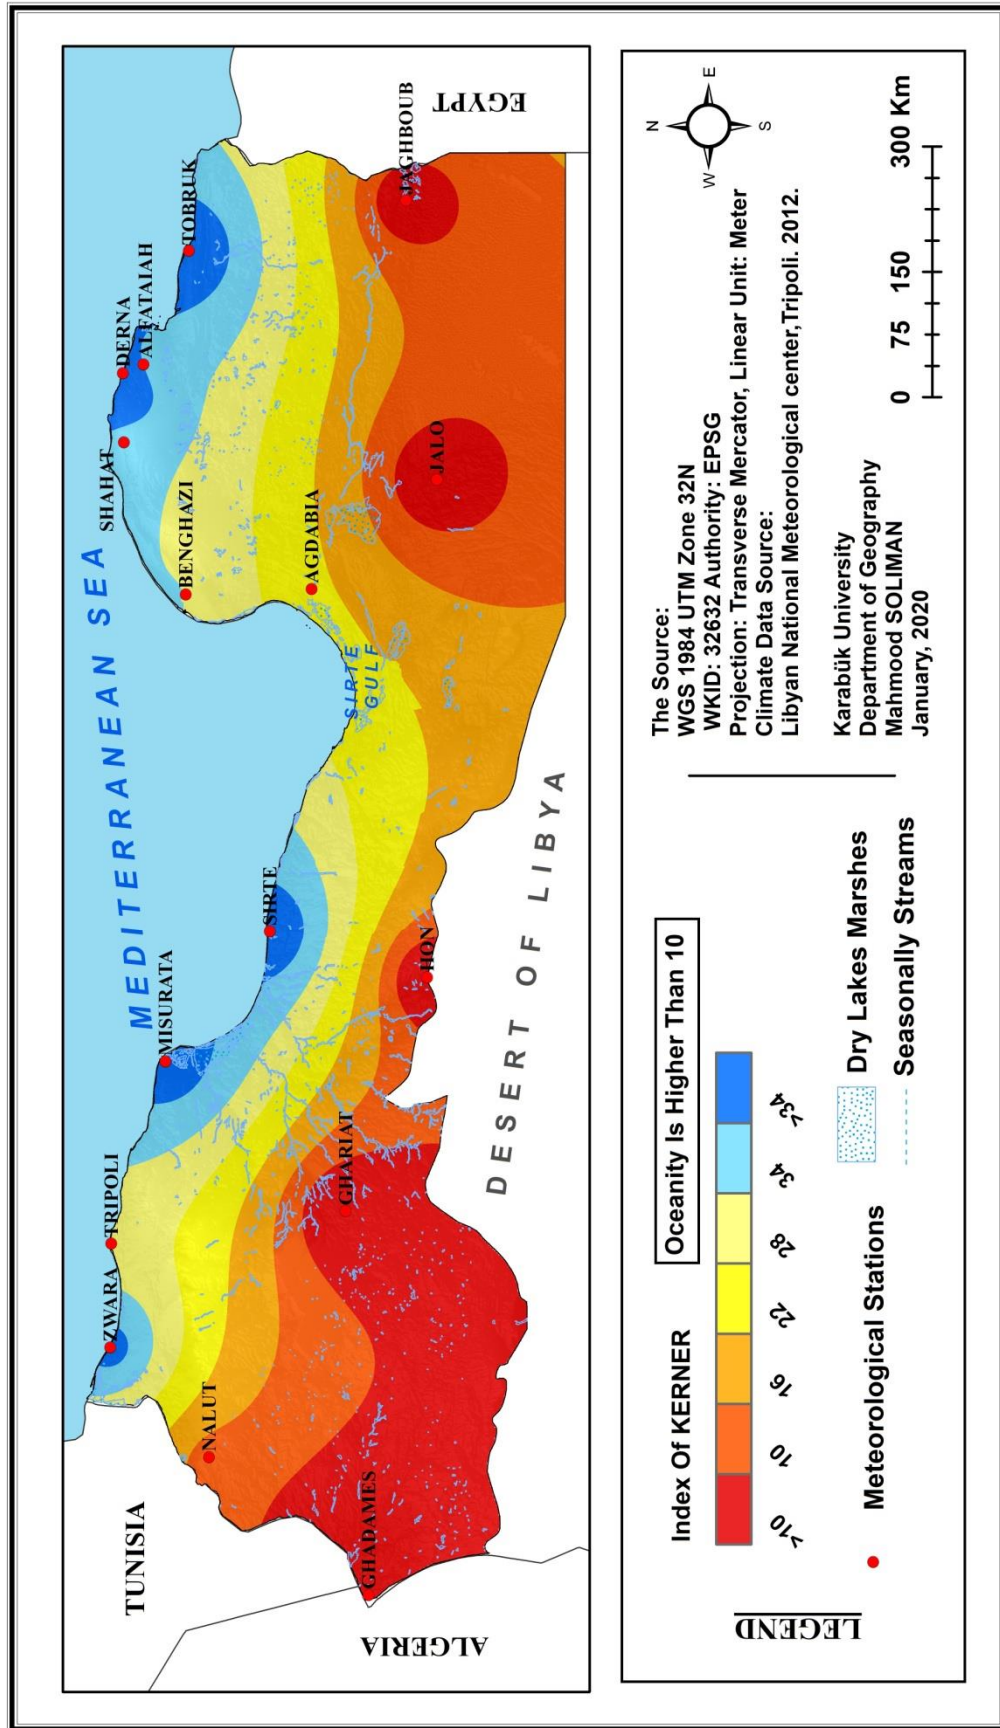 MEDITERRANEAN SEA
DERNA
ALFATAIAH
SHAHAT
TOBRUK
ZWARA
TRIPOLI
MISURATA
BENGHAZI
TUNISIA
NALUT
SIRTE
AGDABIA
SIRTE
GULF
EGYPT
JAGHBOUB
GHADAMES
GHARIAT
HON
JALO
ALGERIA
DESERT OF LIBYA
LEGEND
Index Of KERNER
Oceanity Is Higher Than 10
>10
10
16
22
28
34
>34
Meteorological Stations
Dry Lakes Marshes
Seasonally Streams
The Source:
WGS 1984 UTM Zone 32N
WKID: 32632 Authority: EPSG
Projection: Transverse Mercator, Linear Unit: Meter
Climate Data Source:
Libyan National Meteorological center,Tripoli. 2012.
Karabük University
Department of Geography
Mahmood SOLIMAN
January, 2020
N
W
E
S
0 75 150 300 Km